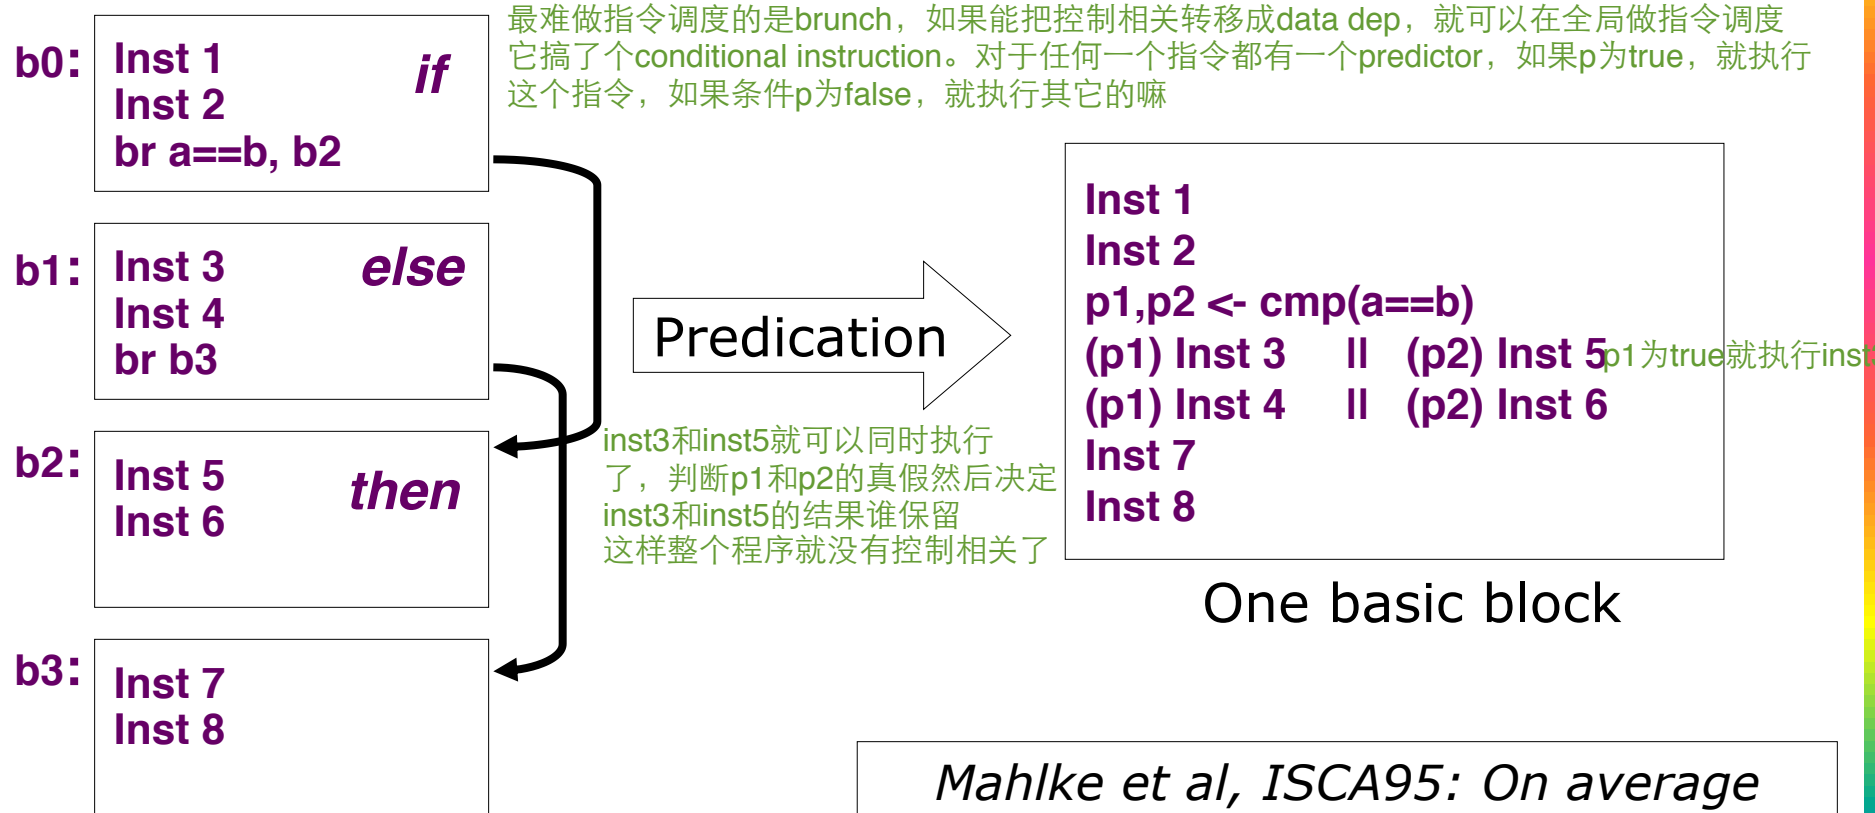 最难做指令调度的是brunch，如果能把控制相关转移成data dep，就可以在全局做指令调度
它搞了个conditional instruction。对于任何一个指令都有一个predictor，如果p为true，就执行
这个指令，如果条件p为false，就执行其它的嘛
b0:
Inst 1
if
Inst 2
br a==b, b2
b1:
Inst 3
else
Inst 4
br b3
b2:
Inst 5
then
Inst 6
b3:
Inst 7
Inst 8
Predication
inst3和inst5就可以同时执行
了，判断p1和p2的真假然后决定
inst3和inst5的结果谁保留
这样整个程序就没有控制相关了
Inst 1
Inst 2
p1,p2 <- cmp(a==b)
(p1) Inst 3 || (p2) Inst 5
p1为true就执行inst
(p1) Inst 4 || (p2) Inst 6
Inst 7
Inst 8
One basic block
Mahlke et al, ISCA95: On average